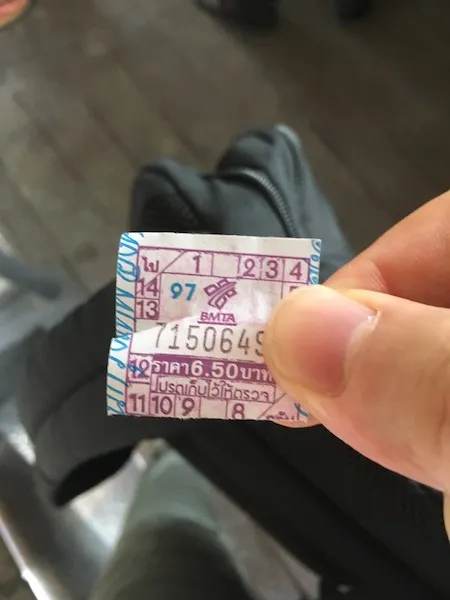 ไป 1 2 3 4
14 97
BMTA
13
7150649
12 ราคา 6.50 บาท
โปรดเก็บไว้ให้ตรวจ
11 10 9 8